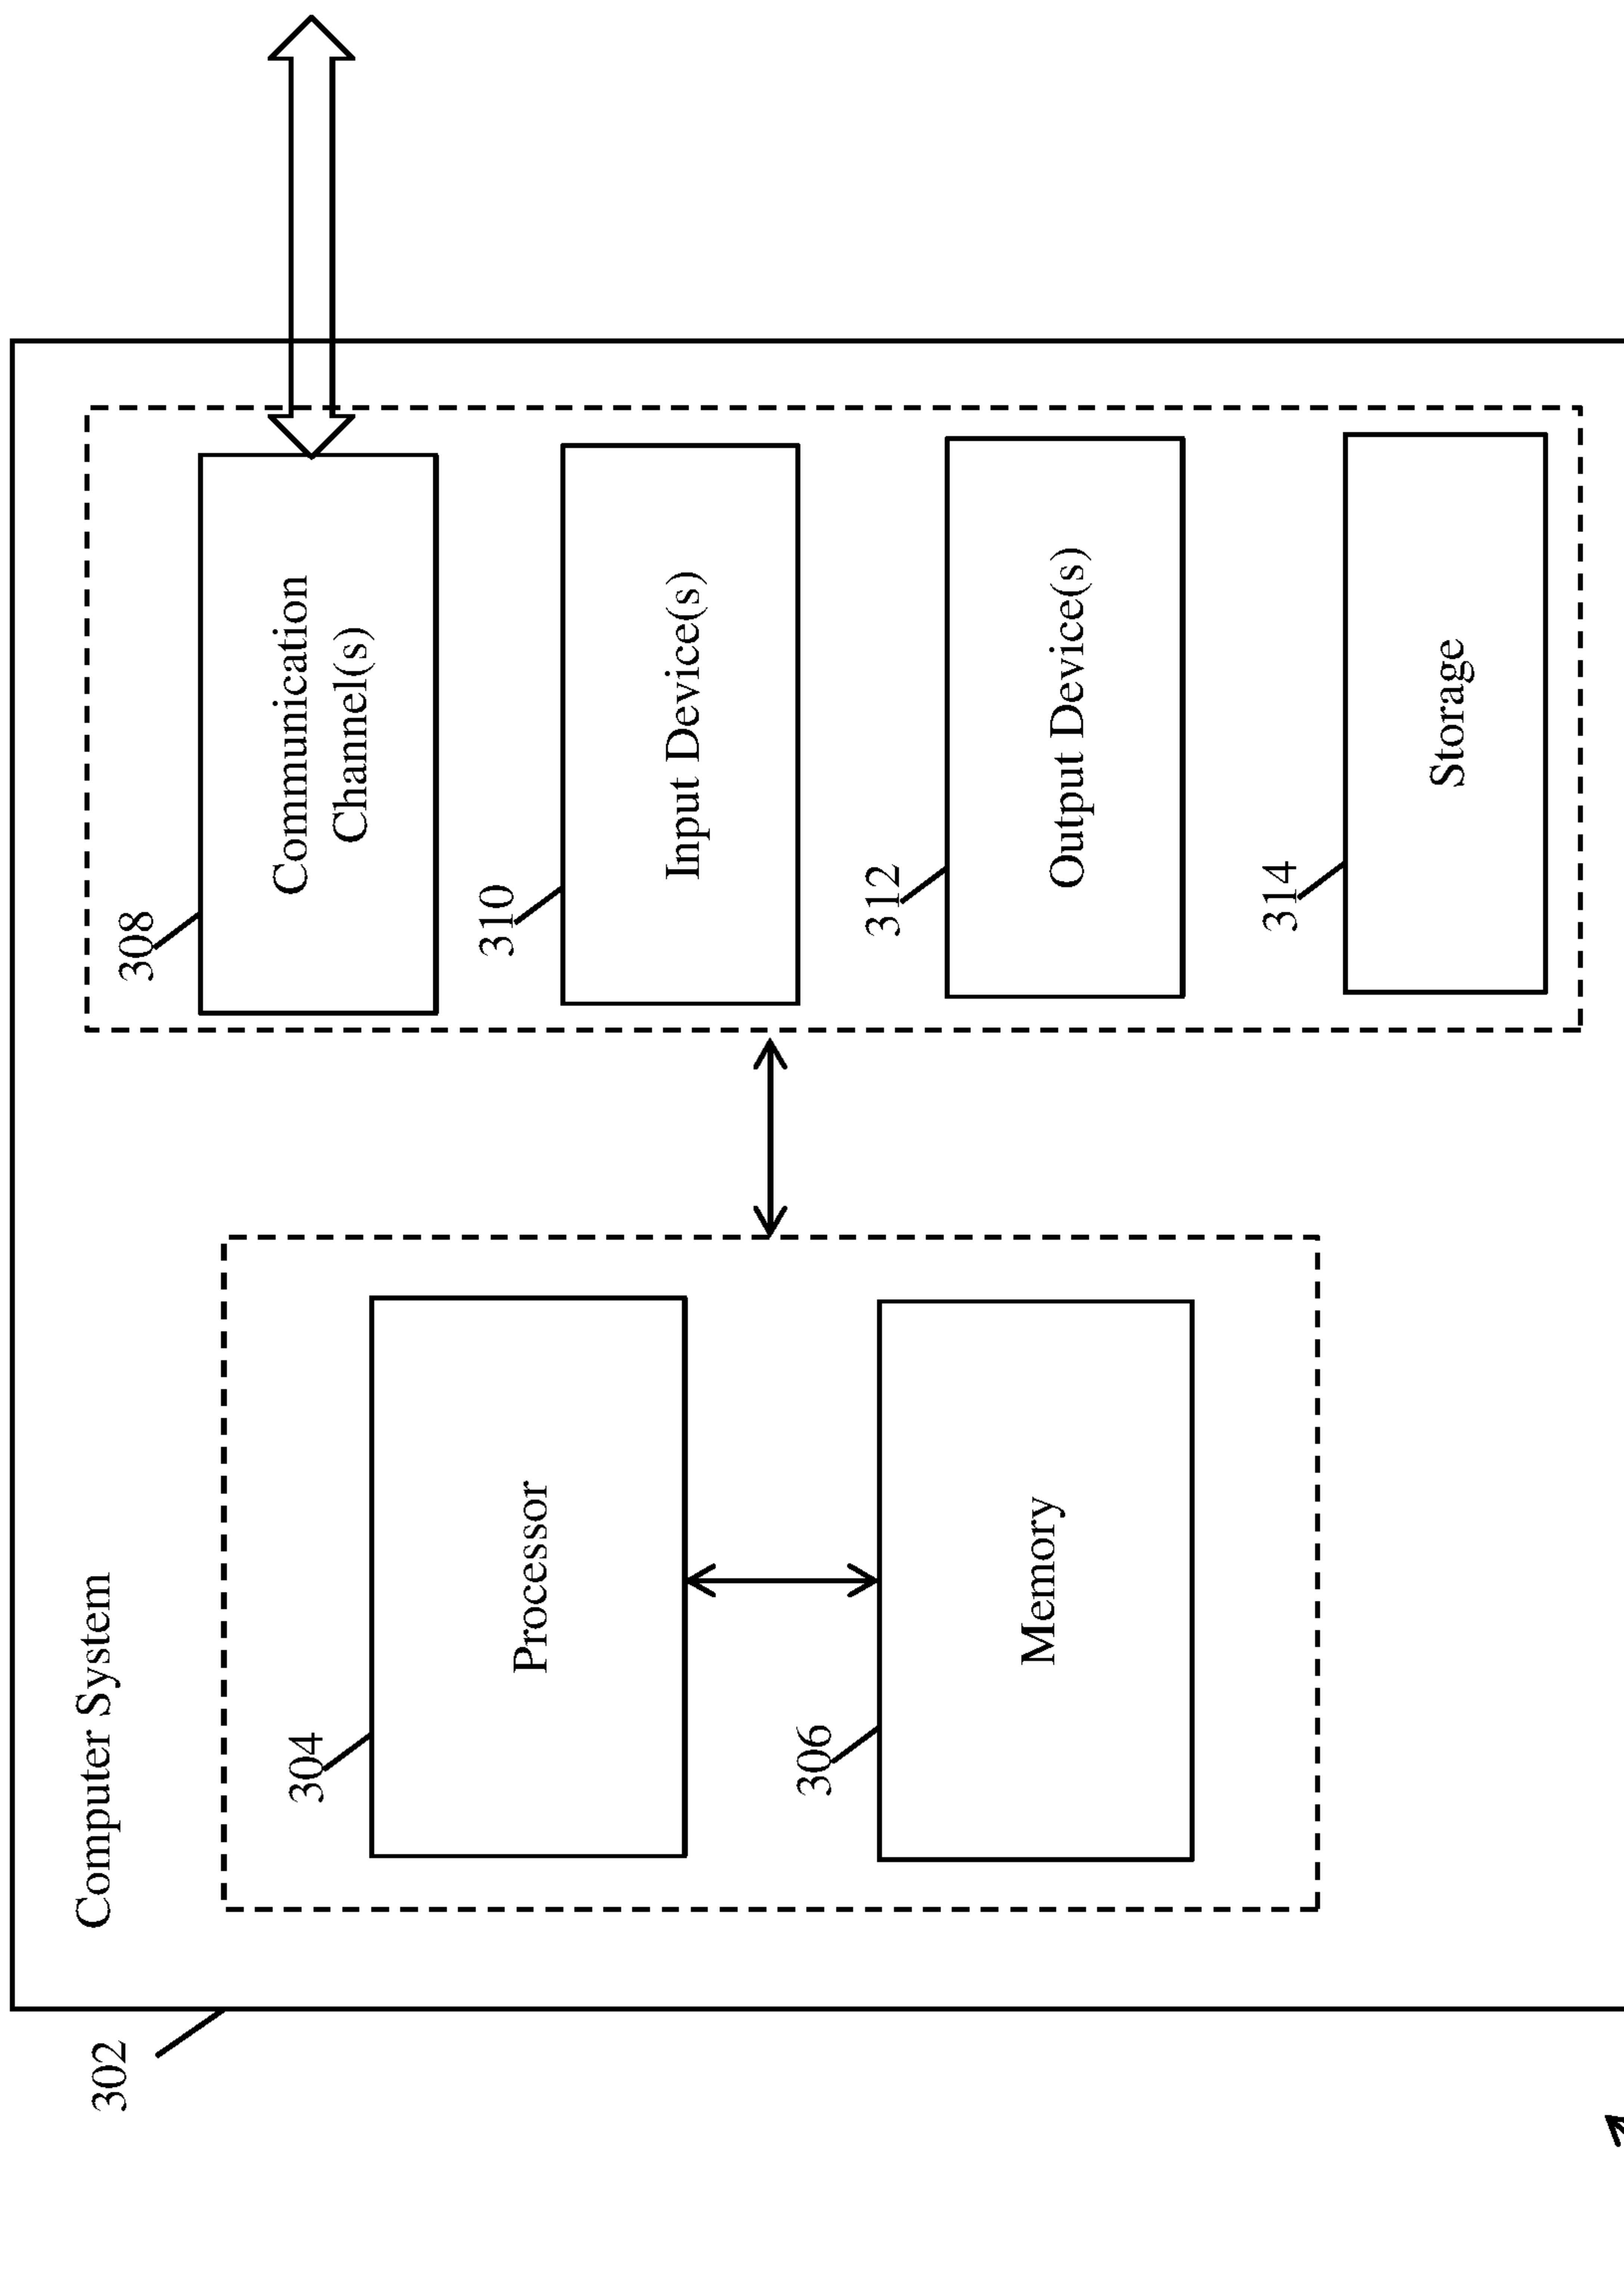 302
Computer System
304
Processor
306
Memory
308
Communication
Channel(s)
310
Input Device(s)
312
Output Device(s)
314
Storage